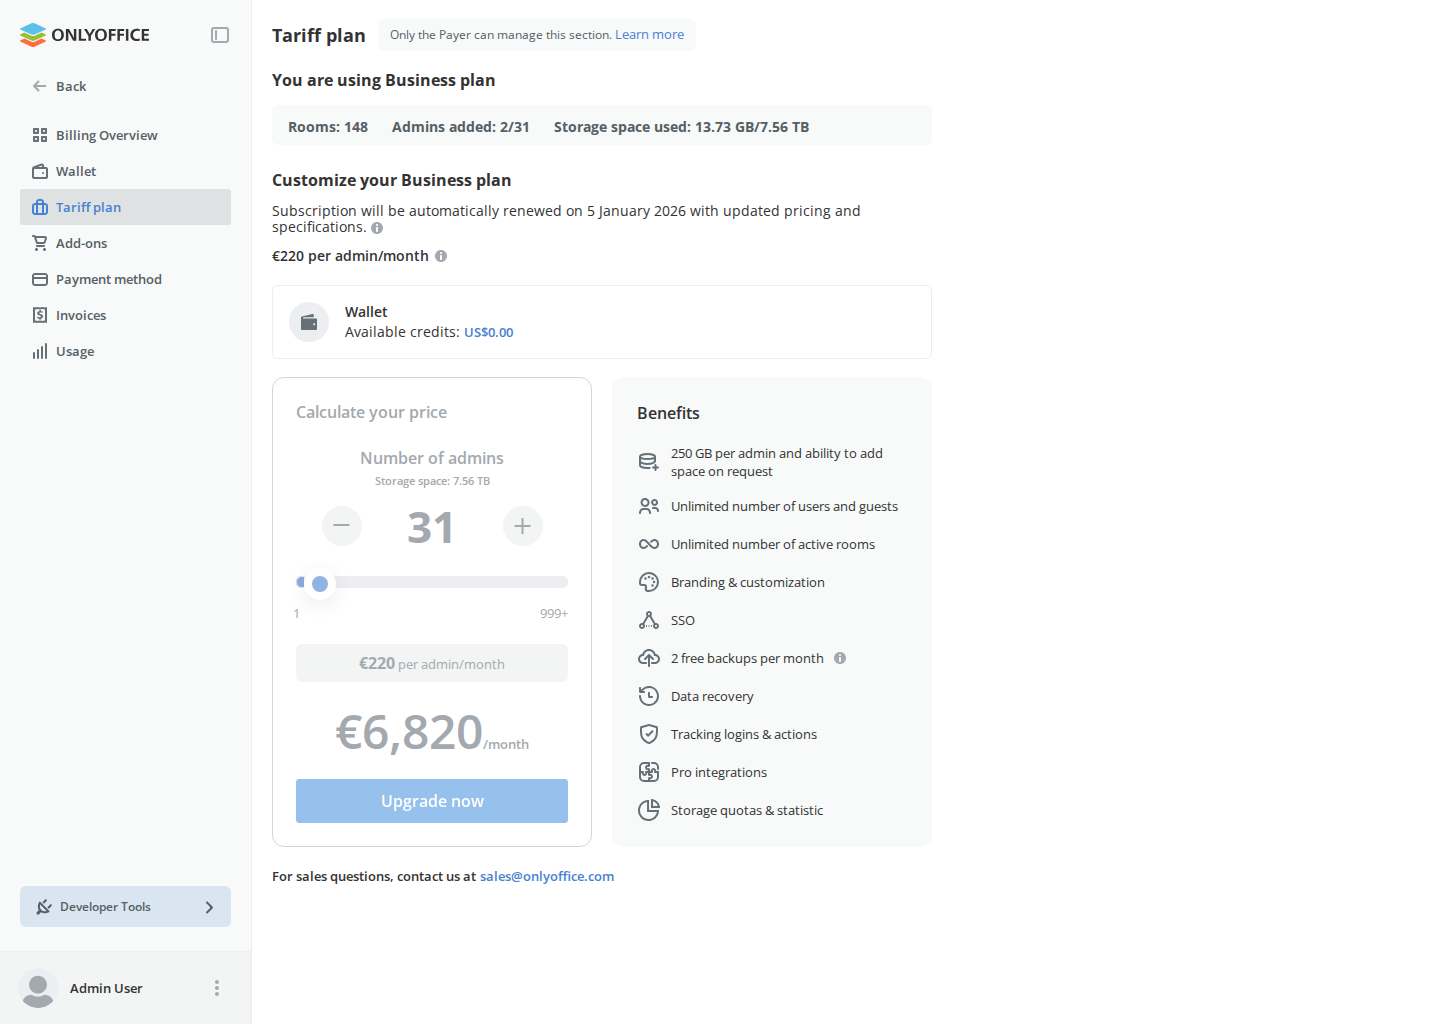 ONLYOFFICE
Back
Billing Overview
Wallet
Tariff plan
Add-ons
Payment method
Invoices
Usage
Developer Tools
Admin User
Tariff plan
Only the Payer can manage this section. Learn more
You are using Business plan
Rooms: 148 Admins added: 2/31 Storage space used: 13.73 GB/7.56 TB
Customize your Business plan
Subscription will be automatically renewed on 5 January 2026 with updated pricing and
specifications.
€220 per admin/month
Wallet
Available credits: US$0.00
Calculate your price
Number of admins
Storage space: 7.56 TB
31
1 999+
€220 per admin/month
€6,820/month
Upgrade now
Benefits
250 GB per admin and ability to add
space on request
Unlimited number of users and guests
Unlimited number of active rooms
Branding & customization
SSO
2 free backups per month
Data recovery
Tracking logins & actions
Pro integrations
Storage quotas & statistic
For sales questions, contact us at sales@onlyoffice.com